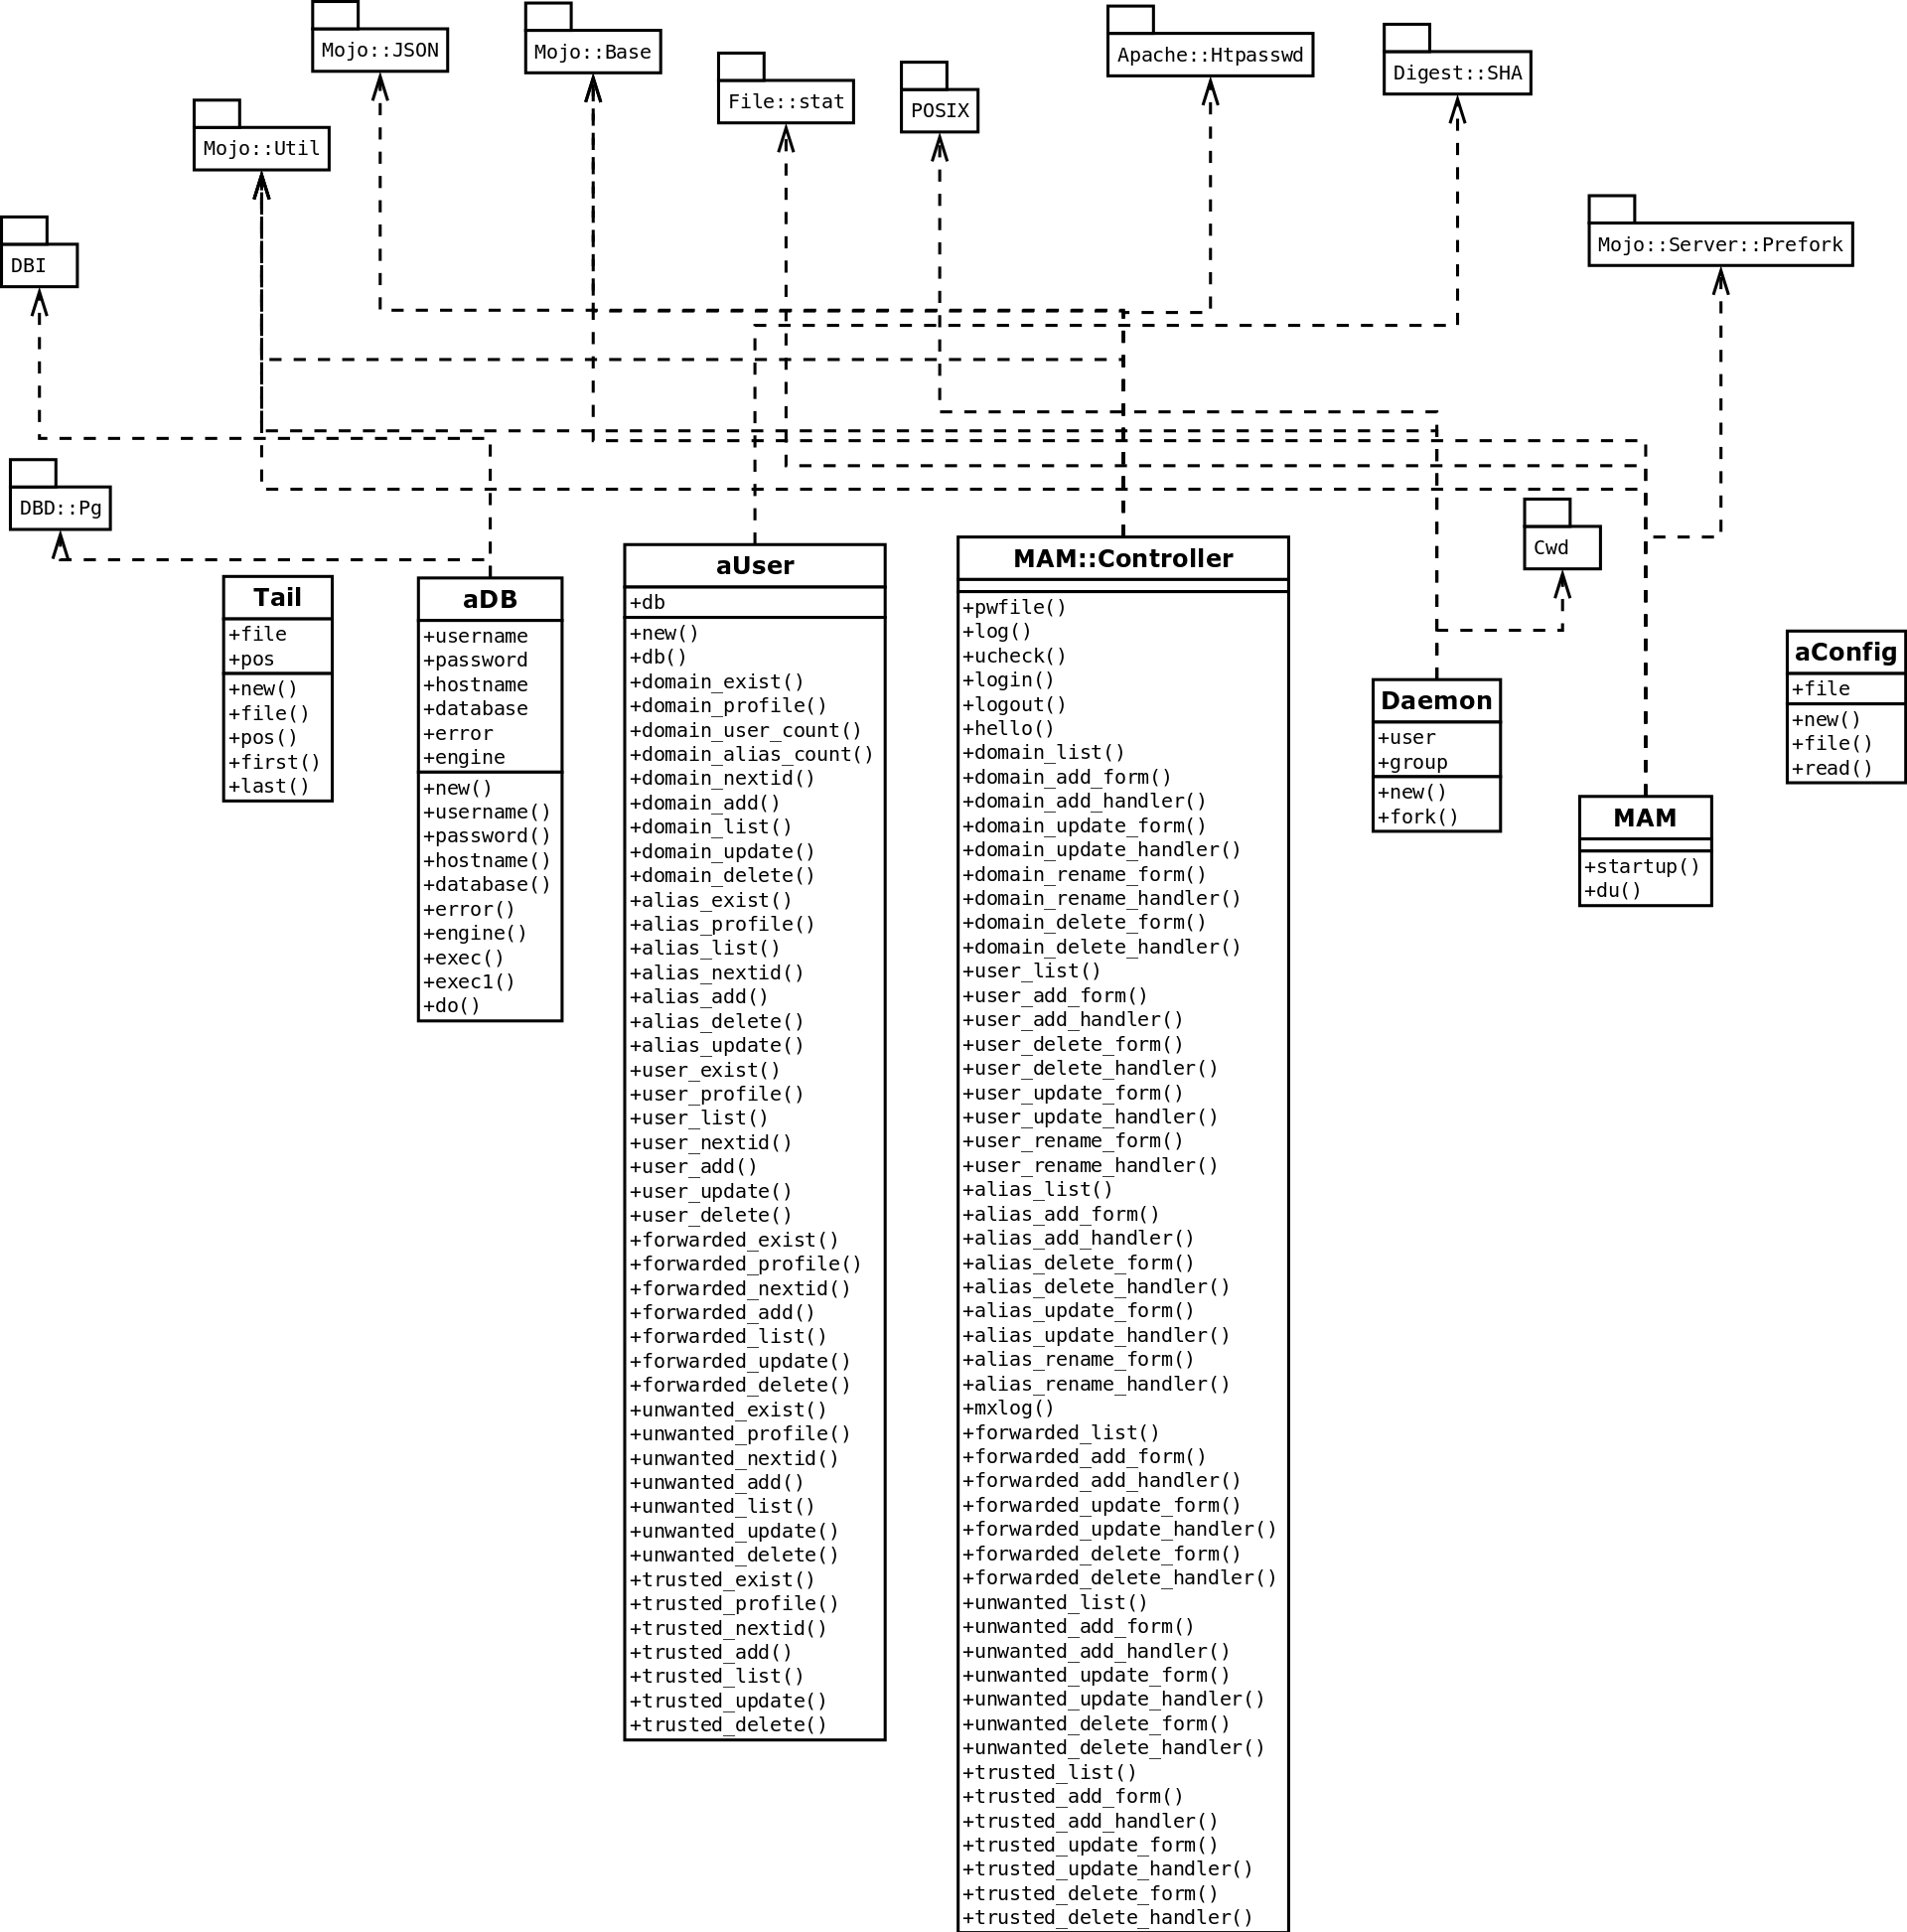 Mojo::JSON
Mojo::Base
Apache::Htpasswd
Digest::SHA
File::stat
POSIX
Mojo::Util
Mojo::Server::Prefork
DBI
DBD::Pg
Cwd
Tail
+file
+pos
+new()
+file()
+pos()
+first()
+last()
aDB
+username
+password
+hostname
+database
+error
+engine
+new()
+username()
+password()
+hostname()
+database()
+error()
+engine()
+exec()
+exec1()
+do()
aUser
+db
+new()
+db()
+domain_exist()
+domain_profile()
+domain_user_count()
+domain_alias_count()
+domain_nextid()
+domain_add()
+domain_list()
+domain_update()
+domain_delete()
+alias_exist()
+alias_profile()
+alias_list()
+alias_nextid()
+alias_add()
+alias_delete()
+alias_update()
+user_exist()
+user_profile()
+user_list()
+user_nextid()
+user_add()
+user_update()
+user_delete()
+forwarded_exist()
+forwarded_profile()
+forwarded_nextid()
+forwarded_add()
+forwarded_list()
+forwarded_update()
+forwarded_delete()
+unwanted_exist()
+unwanted_profile()
+unwanted_nextid()
+unwanted_add()
+unwanted_list()
+unwanted_update()
+unwanted_delete()
+trusted_exist()
+trusted_profile()
+trusted_nextid()
+trusted_add()
+trusted_list()
+trusted_update()
+trusted_delete()
MAM::Controller
+pwfile()
+log()
+ucheck()
+login()
+logout()
+hello()
+domain_list()
+domain_add_form()
+domain_add_handler()
+domain_update_form()
+domain_update_handler()
+domain_rename_form()
+domain_rename_handler()
+domain_delete_form()
+domain_delete_handler()
+user_list()
+user_add_form()
+user_add_handler()
+user_delete_form()
+user_delete_handler()
+user_update_form()
+user_update_handler()
+user_rename_form()
+user_rename_handler()
+alias_list()
+alias_add_form()
+alias_add_handler()
+alias_delete_form()
+alias_delete_handler()
+alias_update_form()
+alias_update_handler()
+alias_rename_form()
+alias_rename_handler()
+mxlog()
+forwarded_list()
+forwarded_add_form()
+forwarded_add_handler()
+forwarded_update_form()
+forwarded_update_handler()
+forwarded_delete_form()
+forwarded_delete_handler()
+unwanted_list()
+unwanted_add_form()
+unwanted_add_handler()
+unwanted_update_form()
+unwanted_update_handler()
+unwanted_delete_form()
+unwanted_delete_handler()
+trusted_list()
+trusted_add_form()
+trusted_add_handler()
+trusted_update_form()
+trusted_update_handler()
+trusted_delete_form()
+trusted_delete_handler()
Daemon
+user
+group
+new()
+fork()
MAM
+startup()
+du()
aConfig
+file
+new()
+file()
+read()